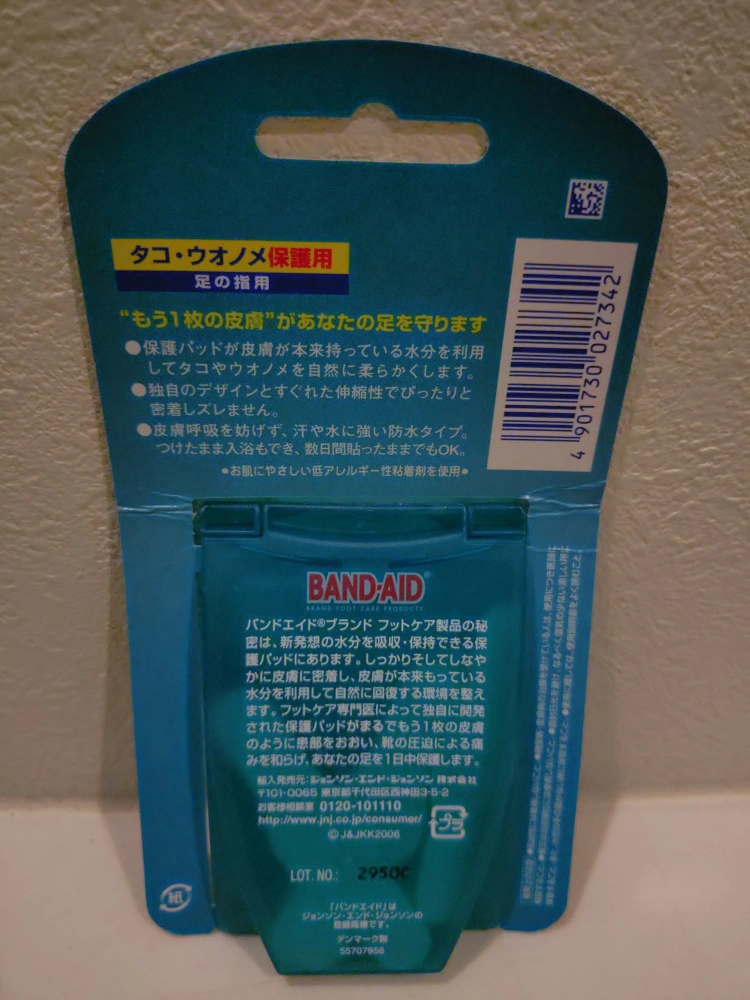 タコ・ウオノメ保護用
足の指用
“もう1枚の皮膚”があなたの足を守ります
●保護パッドが皮膚が本来持っている水分を利用
してタコやウオノメを自然に柔らかくします。
●独自のデザインとすぐれた伸縮性でぴったりと
密着しズレません。
●皮膚呼吸を妨げず、汗や水に強い防水タイプ。
つけたまま入浴もでき、数日間貼ったままでもOK。
●お肌にやさしい低アレルギー性粘着剤を使用●
4 901730 027342
BAND-AID®
BRAND FOOT CARE PRODUCTS
バンドエイド®ブランド フットケア製品の秘
密は、新発想の水分を吸収・保持できる保
護パッドにあります。しっかりそしてしなや
かに皮膚に密着し、皮膚が本来もっている
水分を利用して自然に回復する環境を整え
ます。フットケア専門医によって独自に開発
された保護パッドがまるでもう1枚の皮膚
のように患部をおおい、靴の圧迫による痛
みを和らげ、あなたの足を1日中保護します。
輸入発売元:ジョンソン・エンド・ジョンソン 株式会社
〒101-0065 東京都千代田区西神田3-5-2
お客様相談室 0120-101110
http://www.jnj.co.jp/consumer/
プラ
© J&JKK2006
LOT. NO.: 2950C
紙
「バンドエイド」は
ジョンソン・エンド・ジョンソンの
登録商標です。
デンマーク製
55707956